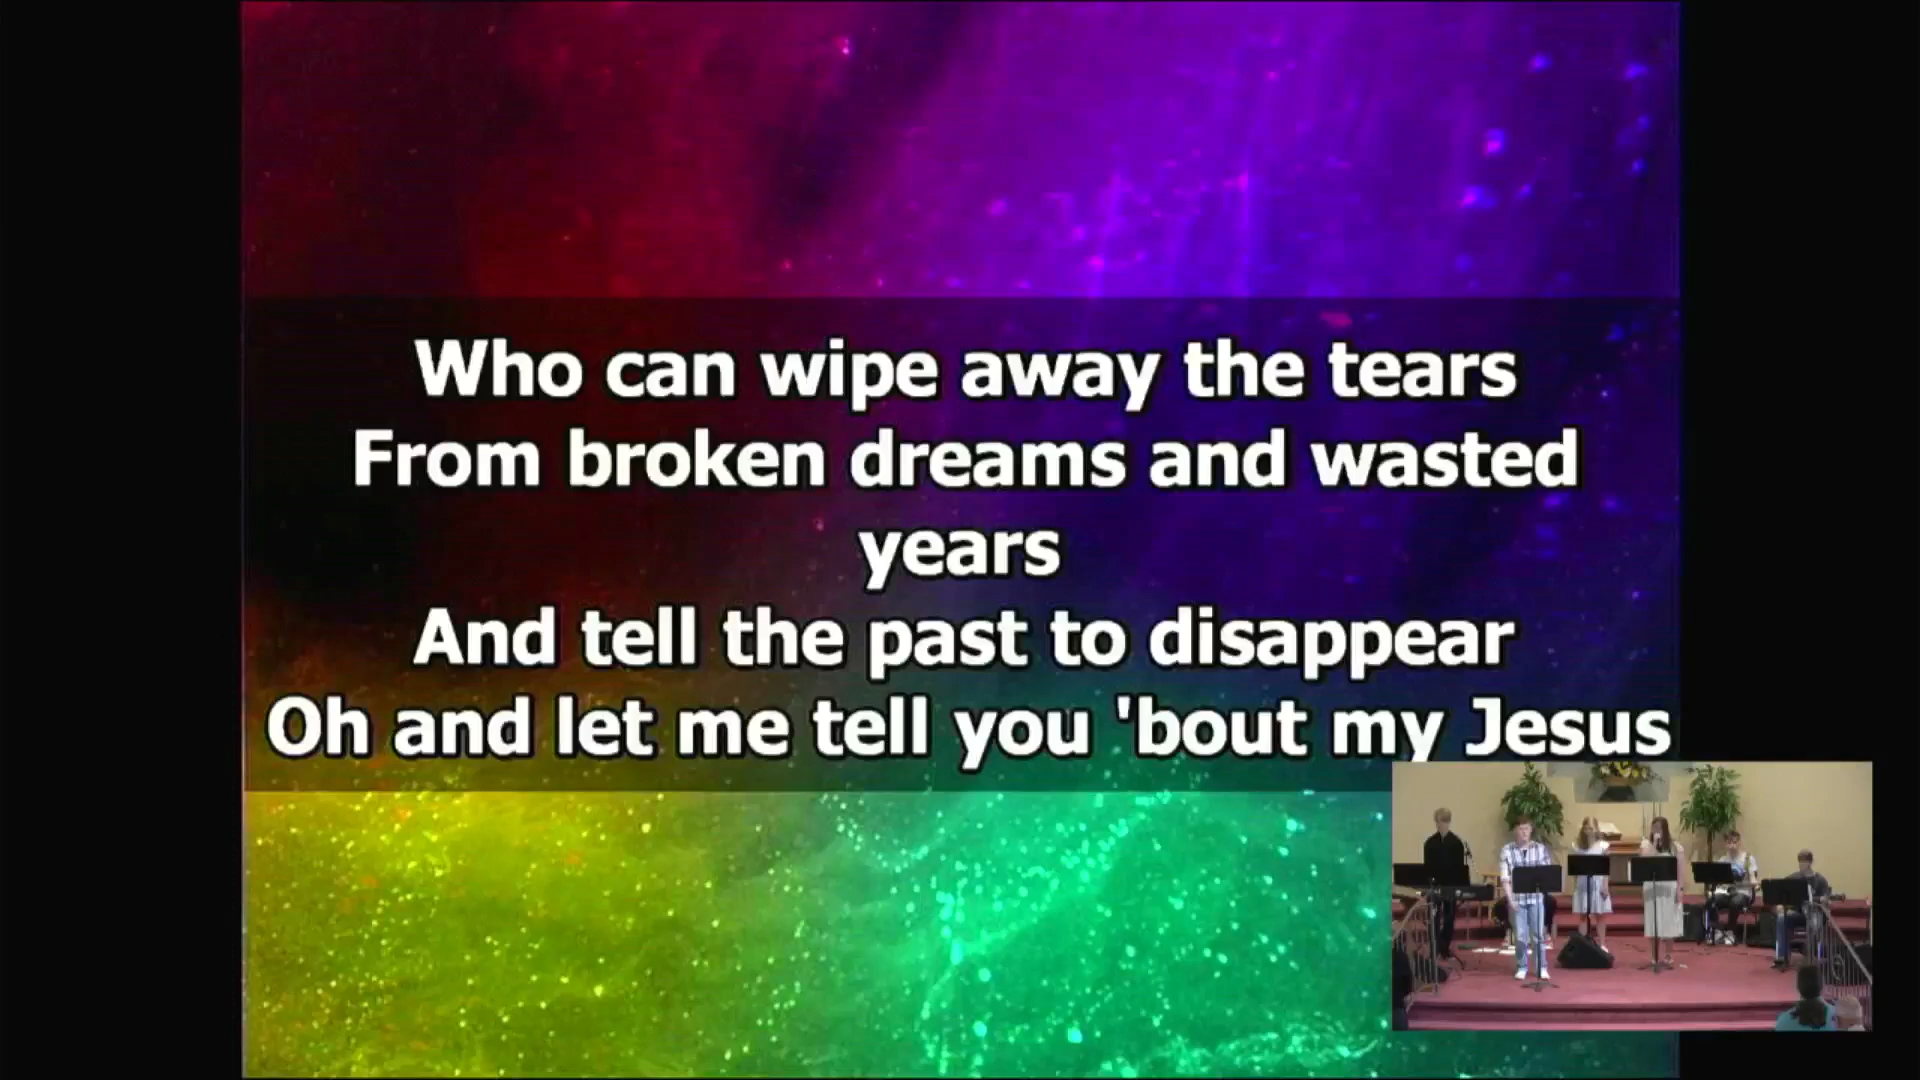 Who can wipe away the tears
From broken dreams and wasted
years
And tell the past to disappear
Oh and let me tell you 'bout my Jesus